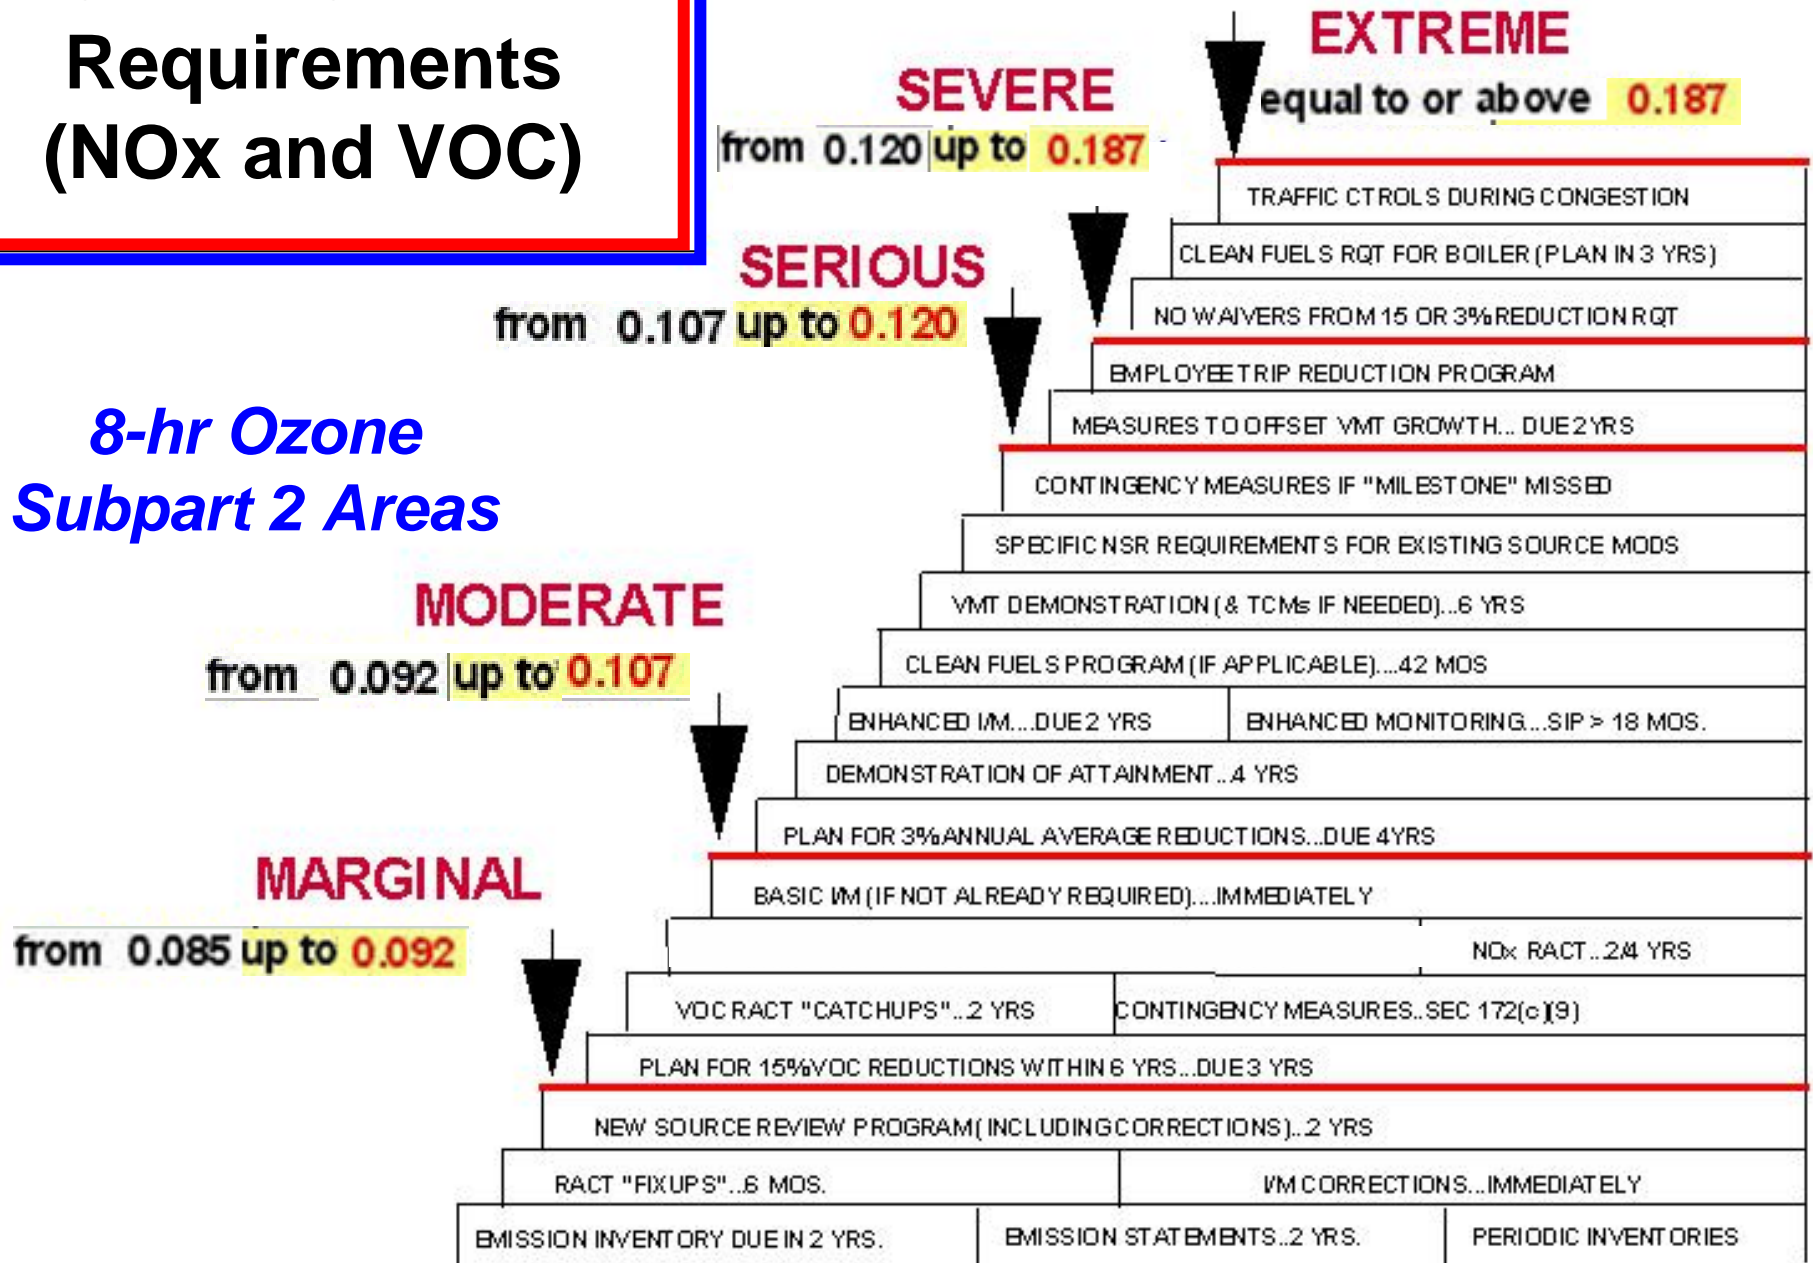 Requirements
(NOx and VOC)
EXTREME
equal to or above 0.187
SEVERE
from 0.120 up to 0.187
SERIOUS
from 0.107 up to 0.120
8-hr Ozone
Subpart 2 Areas
MODERATE
from 0.092 up to 0.107
MARGINAL
from 0.085 up to 0.092
TRAFFIC CTROLS DURING CONGESTION
CLEAN FUELS RQT FOR BOILER (PLAN IN 3 YRS)
NO WAIVERS FROM 15 OR 3% REDUCTION RQT
EMPLOYEE TRIP REDUCTION PROGRAM
MEASURES TO OFFSET VMT GROWTH... DUE 2 YRS
CONTINGENCY MEASURES IF "MILESTONE" MISSED
SPECIFIC NSR REQUIREMENTS FOR EXISTING SOURCE MODS
VMT DEMONSTRATION (& TCMs IF NEEDED)...6 YRS
CLEAN FUELS PROGRAM (IF APPLICABLE)....42 MOS
ENHANCED I/M....DUE 2 YRS ENHANCED MONITORING....SIP > 18 MOS.
DEMONSTRATION OF ATTAINMENT...4 YRS
PLAN FOR 3% ANNUAL AVERAGE REDUCTIONS...DUE 4 YRS
BASIC I/M (IF NOT ALREADY REQUIRED)....IMMEDIATELY
NOx RACT...2/4 YRS
VOC RACT "CATCHUPS"...2 YRS CONTINGENCY MEASURES..SEC 172(c)(9)
PLAN FOR 15% VOC REDUCTIONS WITHIN 6 YRS...DUE 3 YRS
NEW SOURCE REVIEW PROGRAM (INCLUDING CORRECTIONS)..2 YRS
RACT "FIXUPS"...6 MOS. I/M CORRECTIONS...IMMEDIATELY
EMISSION INVENTORY DUE IN 2 YRS. EMISSION STATEMENTS..2 YRS. PERIODIC INVENTORIES